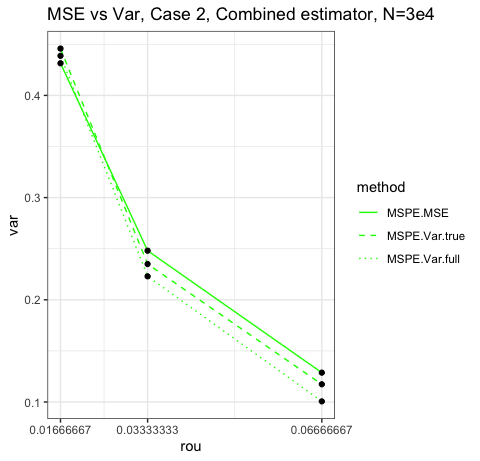 MSE vs Var, Case 2, Combined estimator, N=3e4
0.4
0.3
0.2
0.1
var
0.01666667
0.03333333
0.06666667
rou
method
MSPE.MSE
MSPE.Var.true
MSPE.Var.full